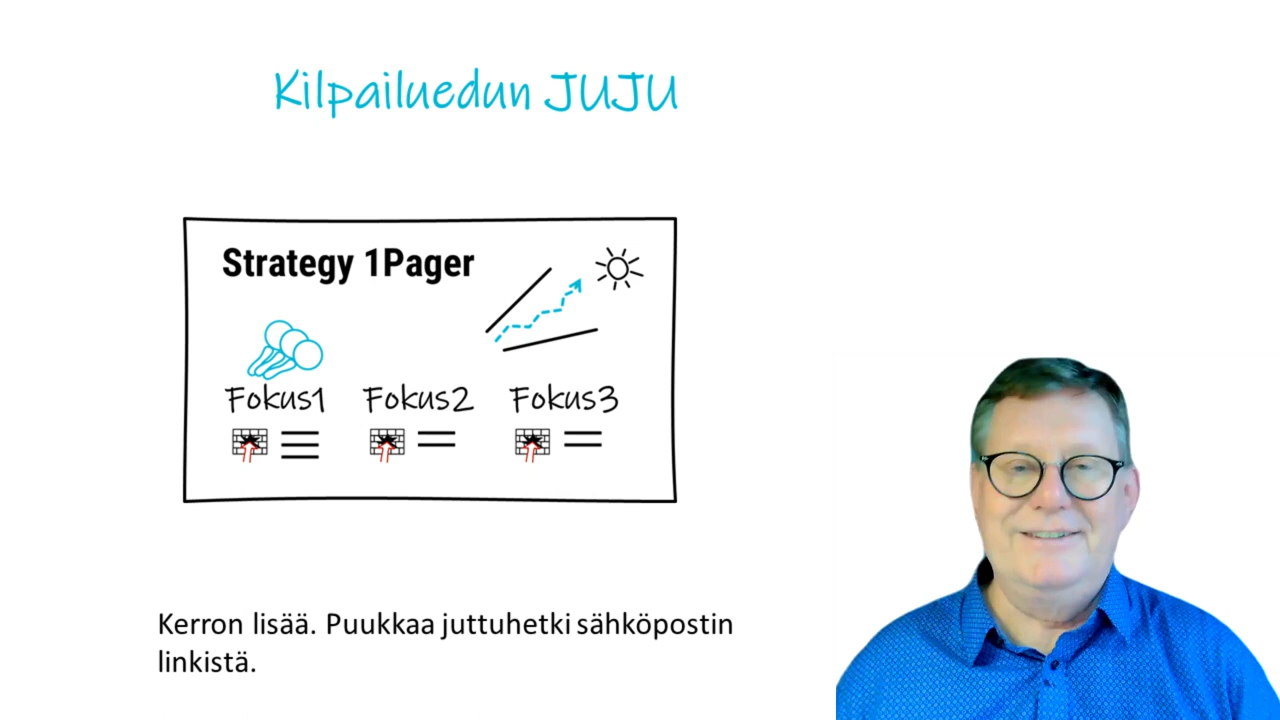 Kilpailuedun JUJU
Strategy 1Pager
Fokus1 Fokus2 Fokus3
Kerron lisää. Puukkaa juttuhetki sähköpostin
linkistä.